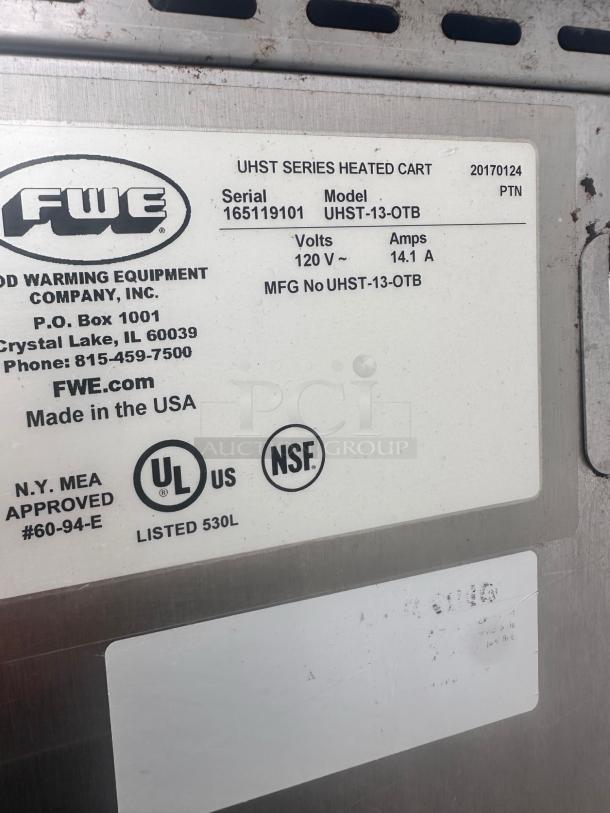 UHST SERIES HEATED CART 20170124
PTN
Serial Model
165119101 UHST-13-OTB
Volts Amps
120 V ~ 14.1 A
MFG No UHST-13-OTB
FWE
®
OD WARMING EQUIPMENT
COMPANY, INC.
P.O. Box 1001
Crystal Lake, IL 60039
Phone: 815-459-7500
FWE.com
Made in the USA
N.Y. MEA
APPROVED
#60-94-E
UL
®
US
LISTED 530L
NSF
®
PCI
AUCTION GROUP